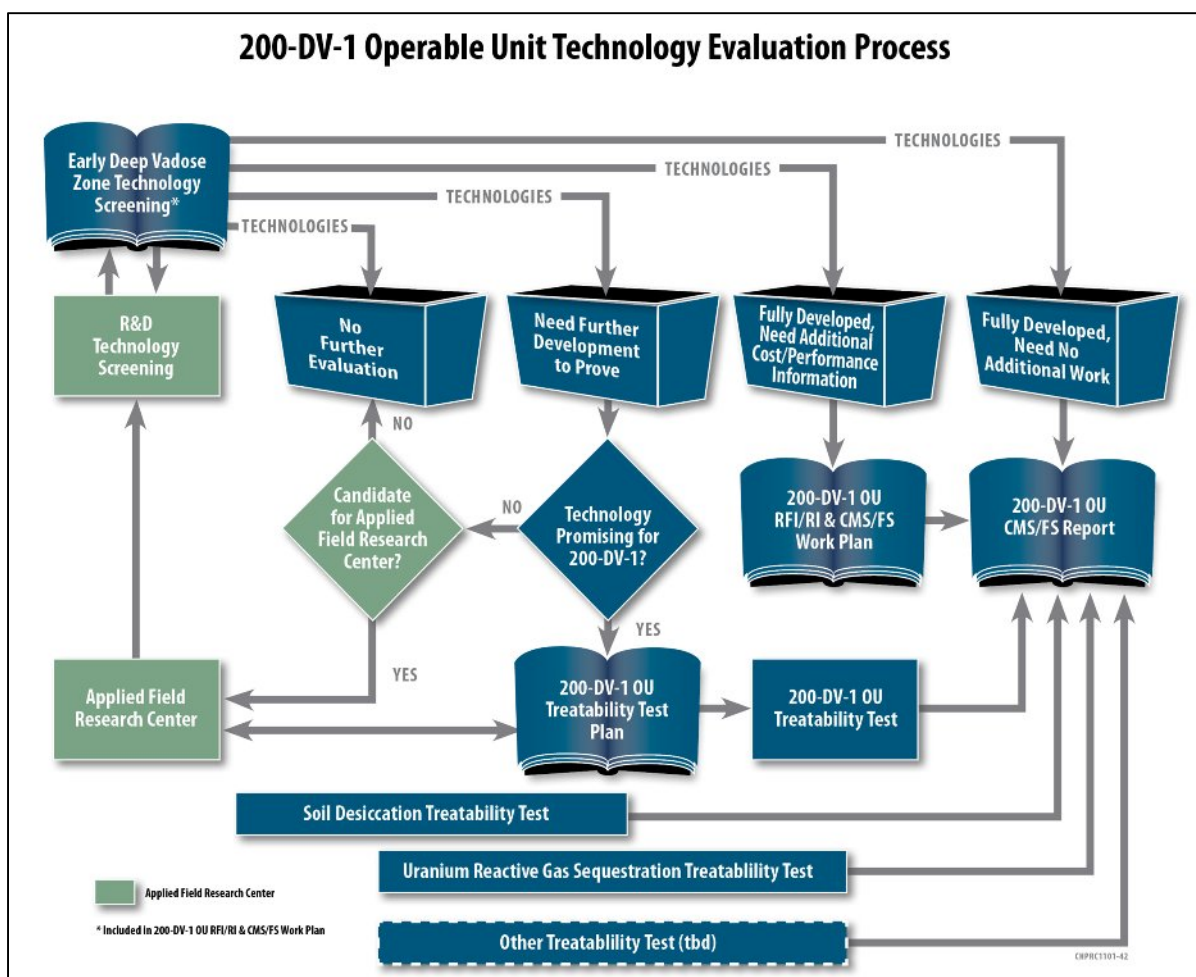 200-DV-1 Operable Unit Technology Evaluation Process
Early Deep Vadose
Zone Technology
Screening*
TECHNOLOGIES
TECHNOLOGIES
TECHNOLOGIES
TECHNOLOGIES
R&D
Technology
Screening
No
Further
Evaluation
Need Further
Development
to Prove
Fully Developed,
Need Additional
Cost/Performance
Information
Fully Developed,
Need No
Additional Work
NO
Candidate
for Applied
Field Research
Center?
NO
Technology
Promising for
200-DV-1?
200-DV-1 OU
RFI/RI & CMS/FS
Work Plan
200-DV-1 OU
CMS/FS Report
YES
YES
Applied Field
Research Center
200-DV-1 OU
Treatability Test
Plan
200-DV-1 OU
Treatability Test
Soil Desiccation Treatability Test
Uranium Reactive Gas Sequestration Treatablility Test
Other Treatablility Test (tbd)
Applied Field Research Center
* Included in 200-DV-1 OU RFI/RI & CMS/FS Work Plan
CHPRC1101-42